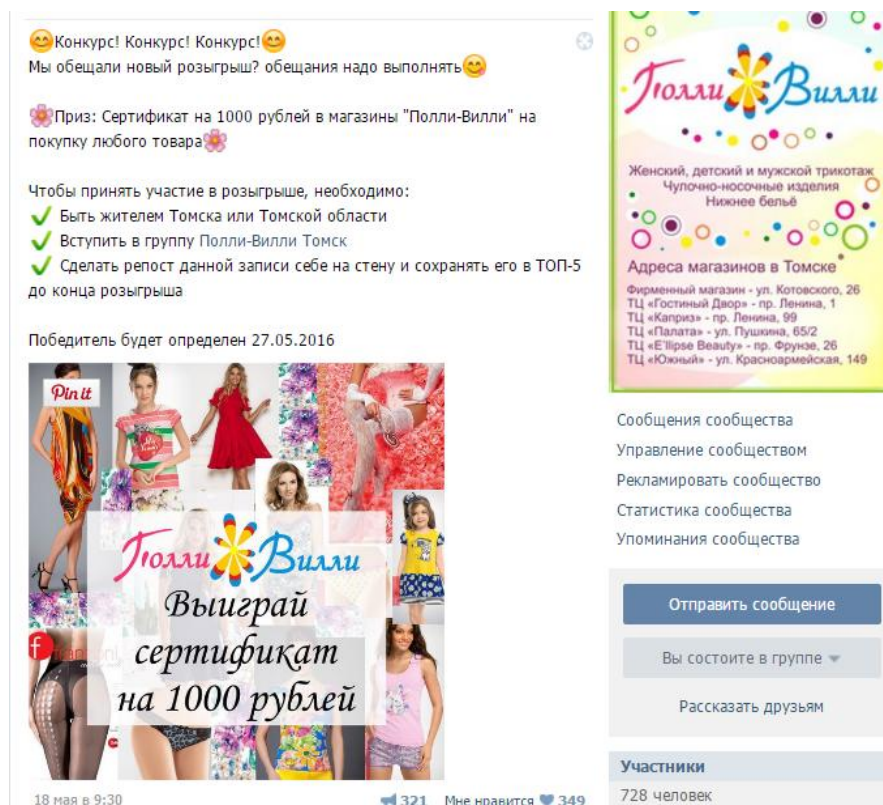 Конкурс! Конкурс! Конкурс!
Мы обещали новый розыгрыш? обещания надо выполнять
Приз: Сертификат на 1000 рублей в магазины "Полли-Вилли" на
покупку любого товара
Чтобы принять участие в розыгрыше, необходимо:
Быть жителем Томска или Томской области
Вступить в группу Полли-Вилли Томск
Сделать репост данной записи себе на стену и сохранять его в ТОП-5
до конца розыгрыша
Победитель будет определен 27.05.2016
Pin it
Полли Вилли
Выиграй
сертификат
на 1000 рублей
18 мая в 9:30
321 Мне нравится 349
Полли Вилли
Женский, детский и мужской трикотаж
Чулочно-носочные изделия
Нижнее бельё
Адреса магазинов в Томске
Фирменный магазин - ул. Котовского, 26
ТЦ «Гостиный Двор» - пр. Ленина, 1
ТЦ «Каприз» - пр. Ленина, 99
ТЦ «Палата» - ул. Пушкина, 65/2
ТЦ «E'llipse Beauty» - пр. Фрунзе, 26
ТЦ «Южный» - ул. Красноармейская, 149
Сообщения сообщества
Управление сообществом
Рекламировать сообщество
Статистика сообщества
Упоминания сообщества
Отправить сообщение
Вы состоите в группе
Рассказать друзьям
Участники
728 человек